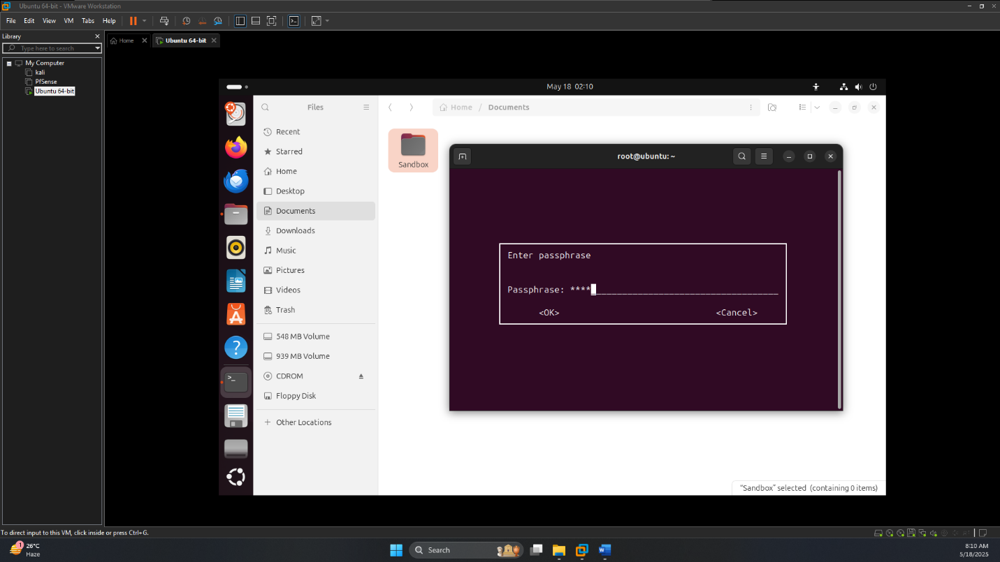 Ubuntu 64-bit - VMware Workstation
File Edit View VM Tabs Help
Library
Type here to search
My Computer
kali
PfSense
Ubuntu 64-bit
Home
Ubuntu 64-bit
May 18 02:10
Files
Home / Documents
Recent
Starred
Home
Desktop
Documents
Downloads
Music
Pictures
Videos
Trash
548 MB Volume
939 MB Volume
CDROM
Floppy Disk
Other Locations
Sandbox
root@ubuntu: ~
Enter passphrase
Passphrase: ****____________________________________
<OK> <Cancel>
"Sandbox" selected (containing 0 items)
To direct input to this VM, click inside or press Ctrl+G.
1
26°C
Haze
Search
8:10 AM
5/18/2025